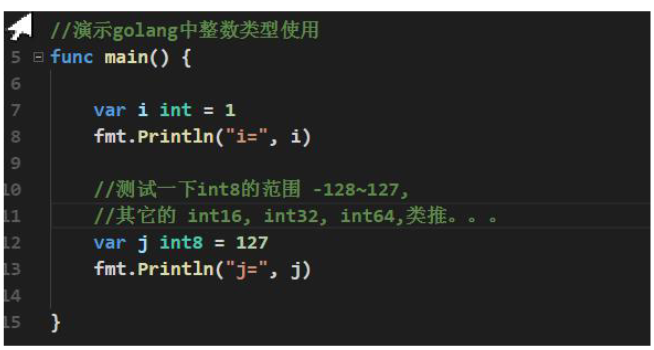 //演示golang中整数类型使用
5 func main() {
6
7 var i int = 1
8 fmt.Println("i=", i)
9
10 //测试一下int8的范围 -128~127,
11 //其它的 int16, int32, int64,类推。。。
12 var j int8 = 127
13 fmt.Println("j=", j)
14
15 }